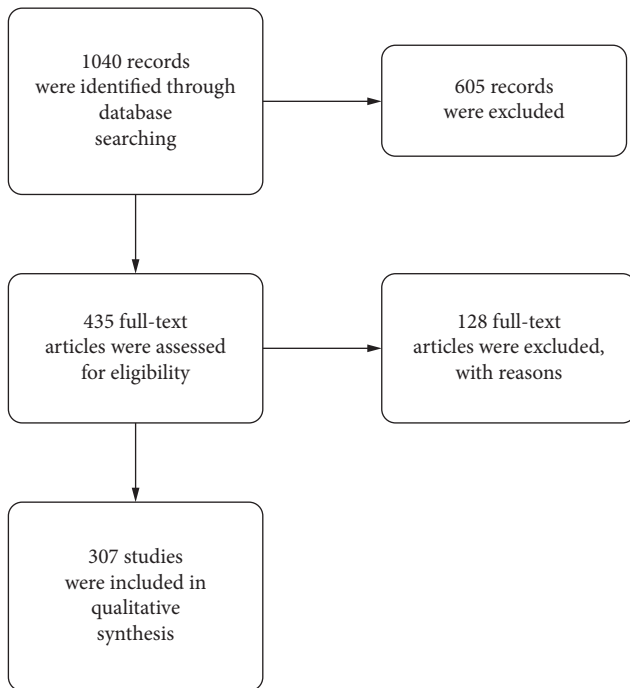 1040 records
were identified through
database
searching
605 records
were excluded
435 full-text
articles were assessed
for eligibility
128 full-text
articles were excluded,
with reasons
307 studies
were included in
qualitative
synthesis